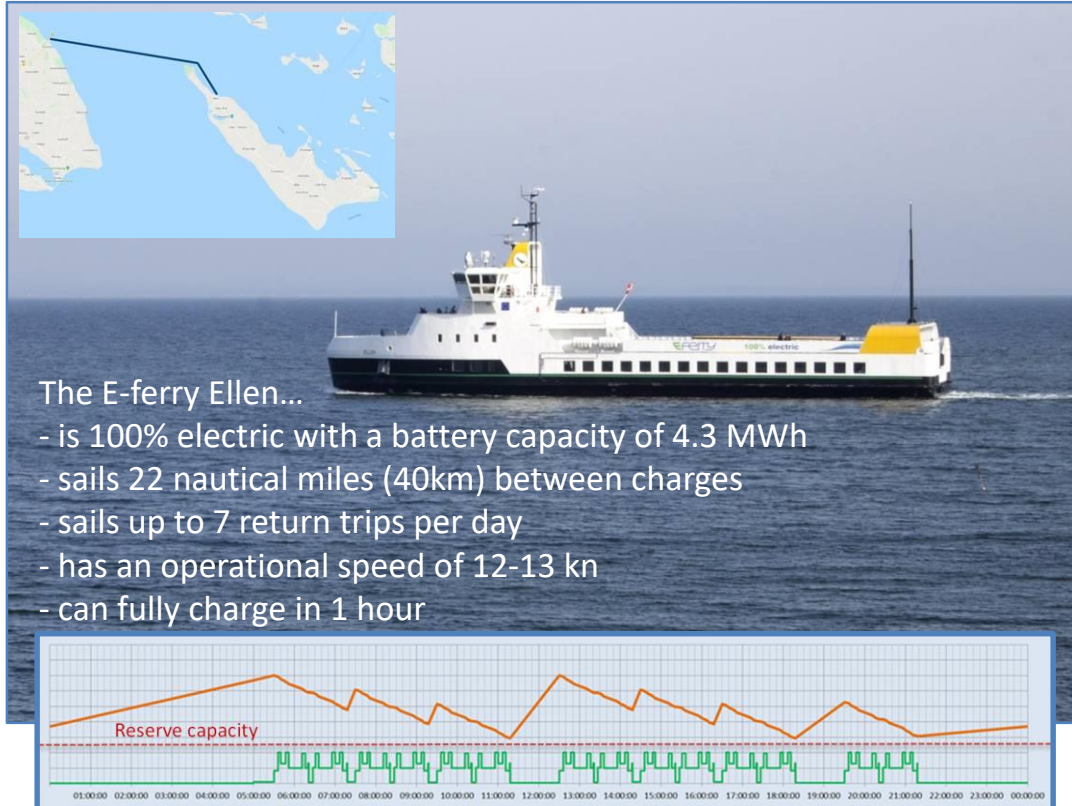 EFERRY 100% electric
The E-ferry Ellen…
- is 100% electric with a battery capacity of 4.3 MWh
- sails 22 nautical miles (40km) between charges
- sails up to 7 return trips per day
- has an operational speed of 12-13 kn
- can fully charge in 1 hour
Reserve capacity
01:00:00 02:00:00 03:00:00 04:00:00 05:00:00 06:00:00 07:00:00 08:00:00 09:00:00 10:00:00 11:00:00 12:00:00 13:00:00 14:00:00 15:00:00 16:00:00 17:00:00 18:00:00 19:00:00 20:00:00 21:00:00 22:00:00 23:00:00 00:00:00